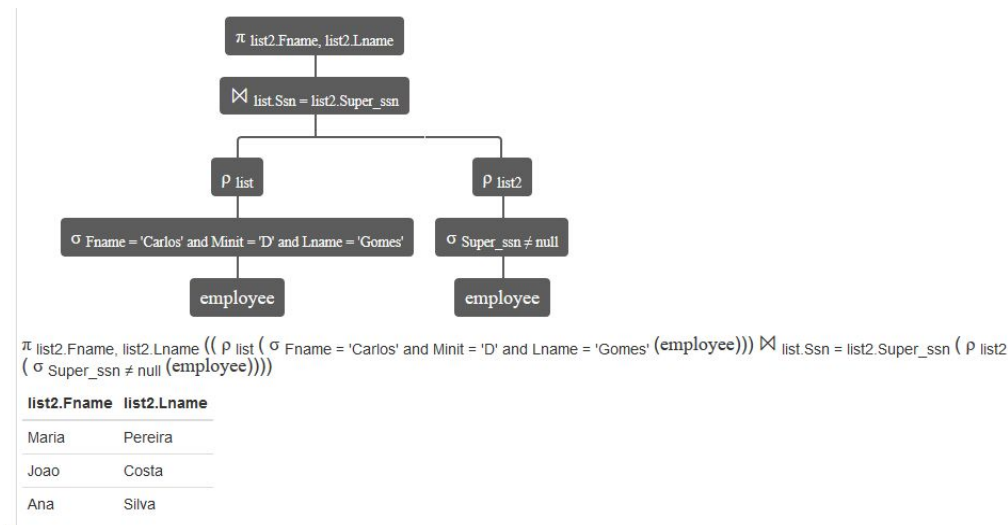 π list2.Fname, list2.Lname
⋈ list.Ssn = list2.Super_ssn
ρ list
ρ list2
σ Fname = 'Carlos' and Minit = 'D' and Lname = 'Gomes'
σ Super_ssn ≠ null
employee
employee
π list2.Fname, list2.Lname (( ρ list ( σ Fname = 'Carlos' and Minit = 'D' and Lname = 'Gomes' (employee))) ⋈ list.Ssn = list2.Super_ssn ( ρ list2
( σ Super_ssn ≠ null (employee))))
list2.Fname list2.Lname
Maria Pereira
Joao Costa
Ana Silva